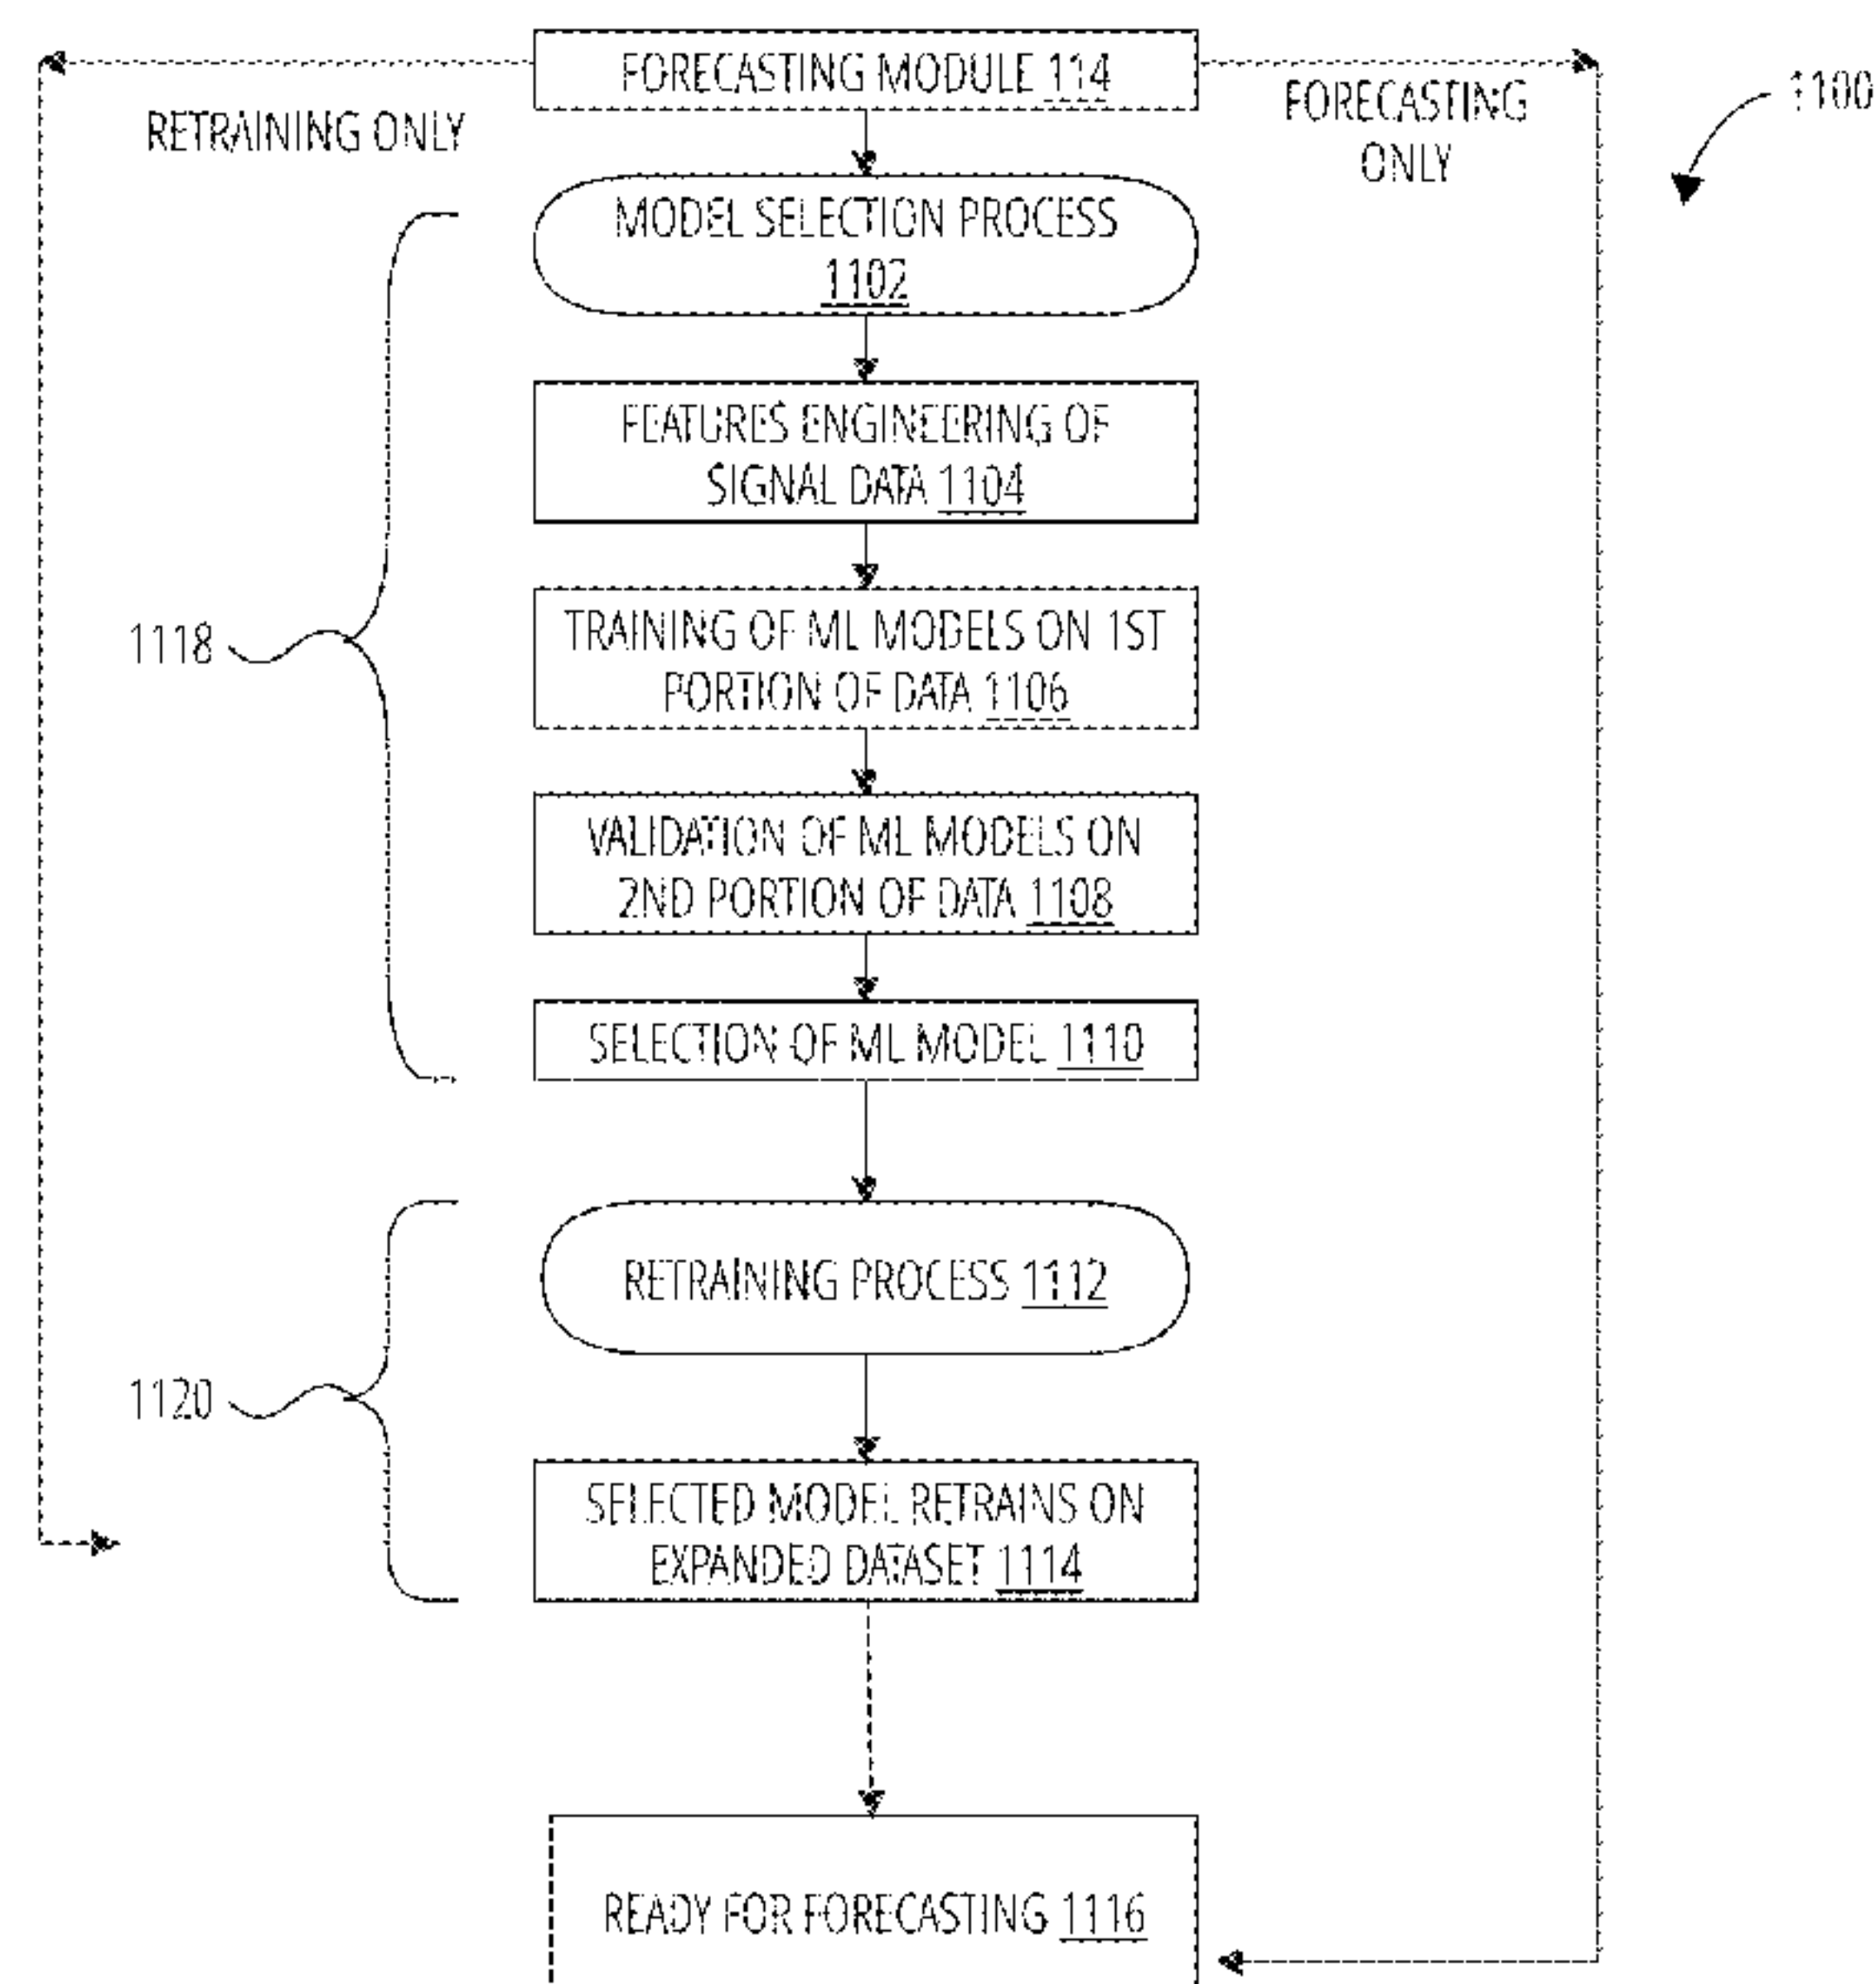 FORECASTING MODULE 114
RETRAINING ONLY
FORECASTING
ONLY
1100
MODEL SELECTION PROCESS
1102
FEATURES ENGINEERING OF
SIGNAL DATA 1104
1118
TRAINING OF ML MODELS ON 1ST
PORTION OF DATA 1106
VALIDATION OF ML MODELS ON
2ND PORTION OF DATA 1108
SELECTION OF ML MODEL 1110
RETRAINING PROCESS 1112
1120
SELECTED MODEL RETRAINS ON
EXPANDED DATASET 1114
READY FOR FORECASTING 1116